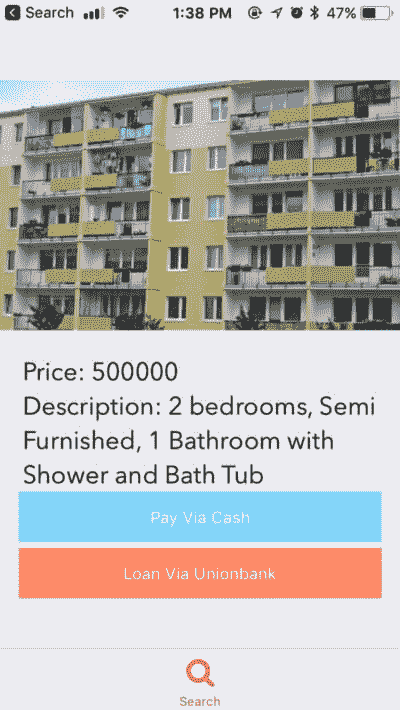 Search 1:38 PM 47%
Price: 500000
Description: 2 bedrooms, Semi
Furnished, 1 Bathroom with
Shower and Bath Tub
Pay Via Cash
Loan Via Unionbank
Search